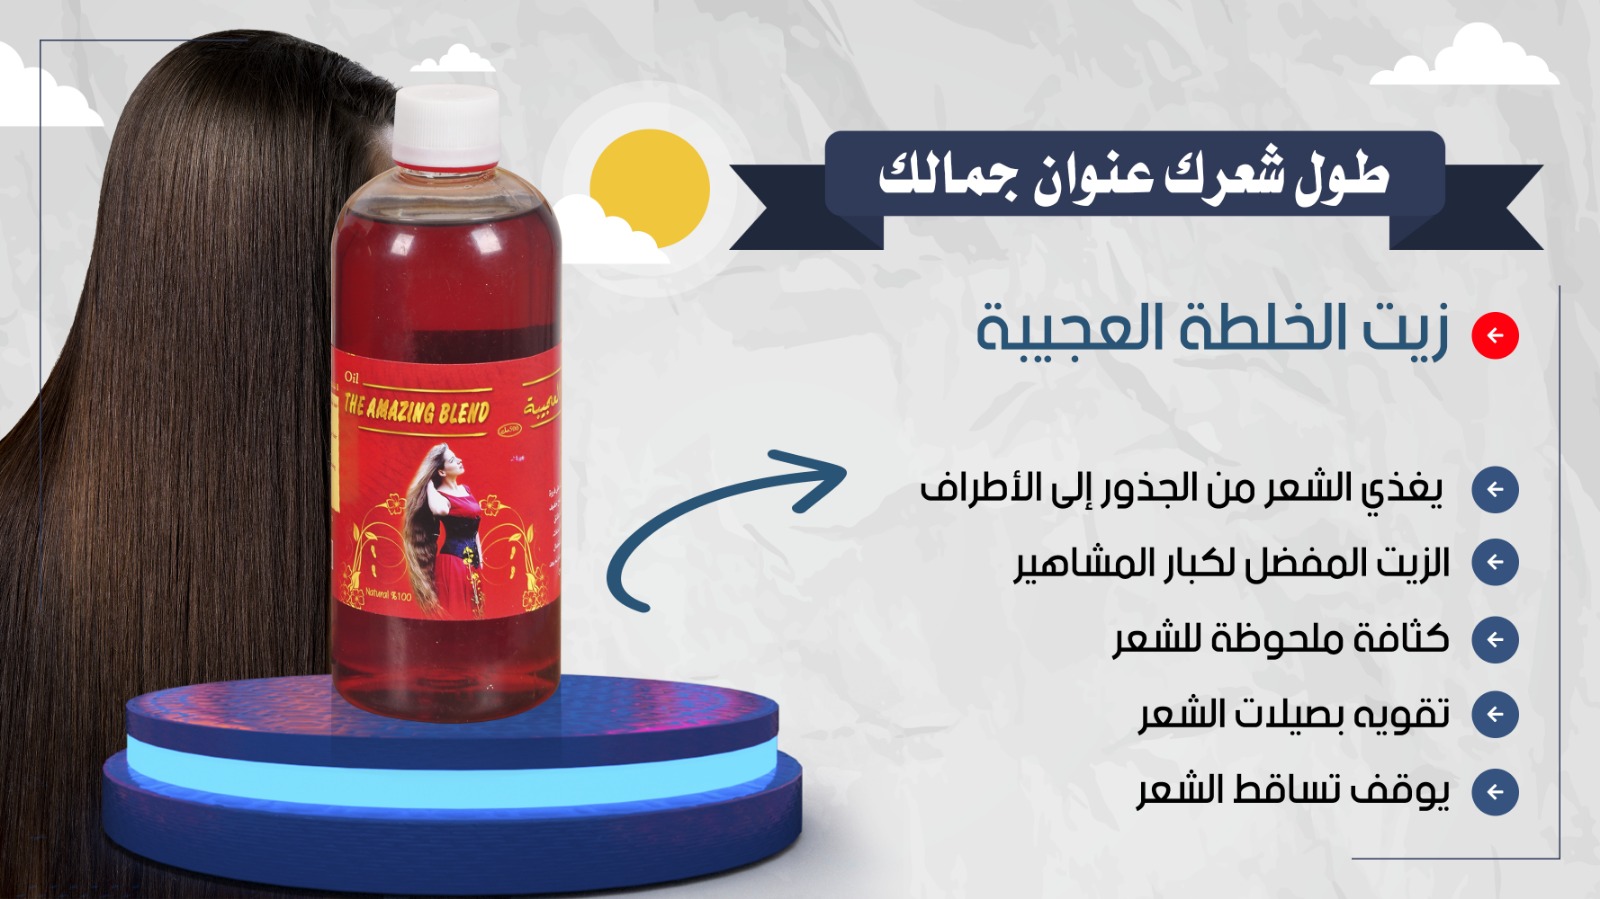 طول شعرك عنوان جمالك
زيت الخلطة العجيبة
يغذي الشعر من الجذور إلى الأطراف
الزيت المفضل لكبار المشاهير
كثافة ملحوظة للشعر
تقويه بصيلات الشعر
يوقف تساقط الشعر
Oil
THE AMAZING BLEND
Natural %100